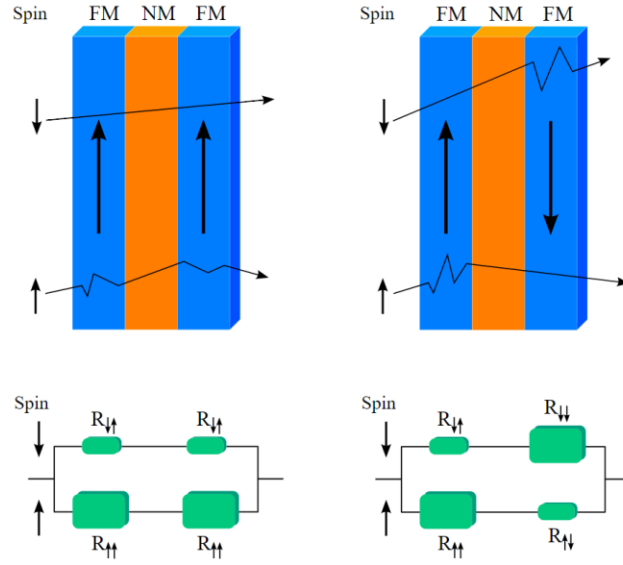 Spin FM NM FM
Spin FM NM FM
Spin
R↓↑ R↓↑
R↑↑ R↑↑
Spin
R↓↑ R↓↓
R↑↑ R↑↓